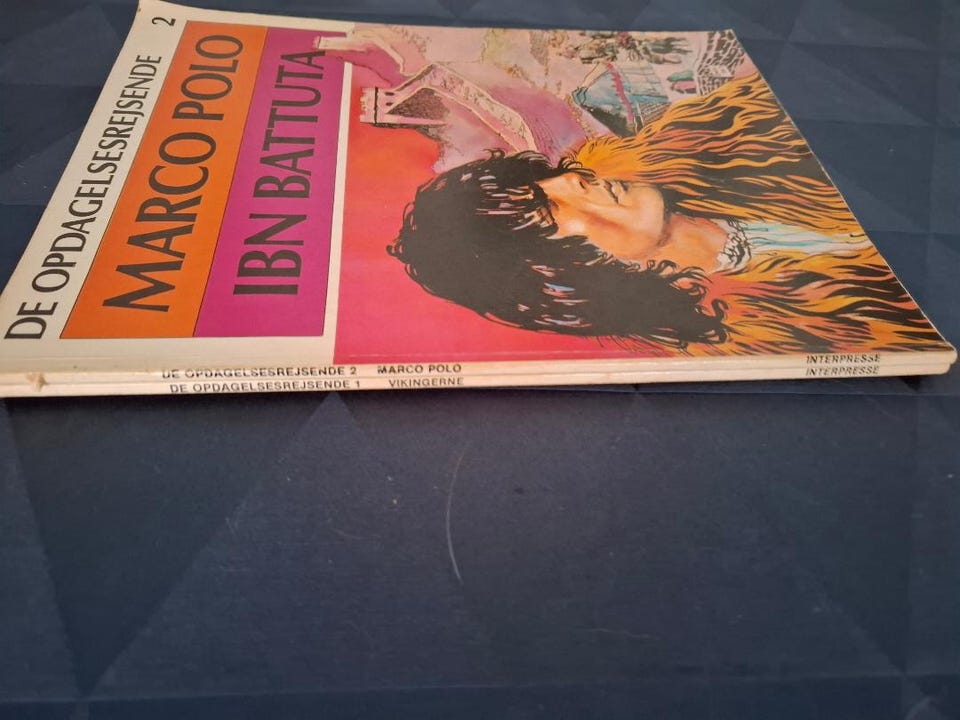 DE OPDAGELSESREJSENDE 2
MARCO POLO
IBN BATTUTA
DE OPDAGELSESREJSENDE 2 MARCO POLO INTERPRESSE
DE OPDAGELSESREJSENDE 1 VIKINGERNE INTERPRESSE